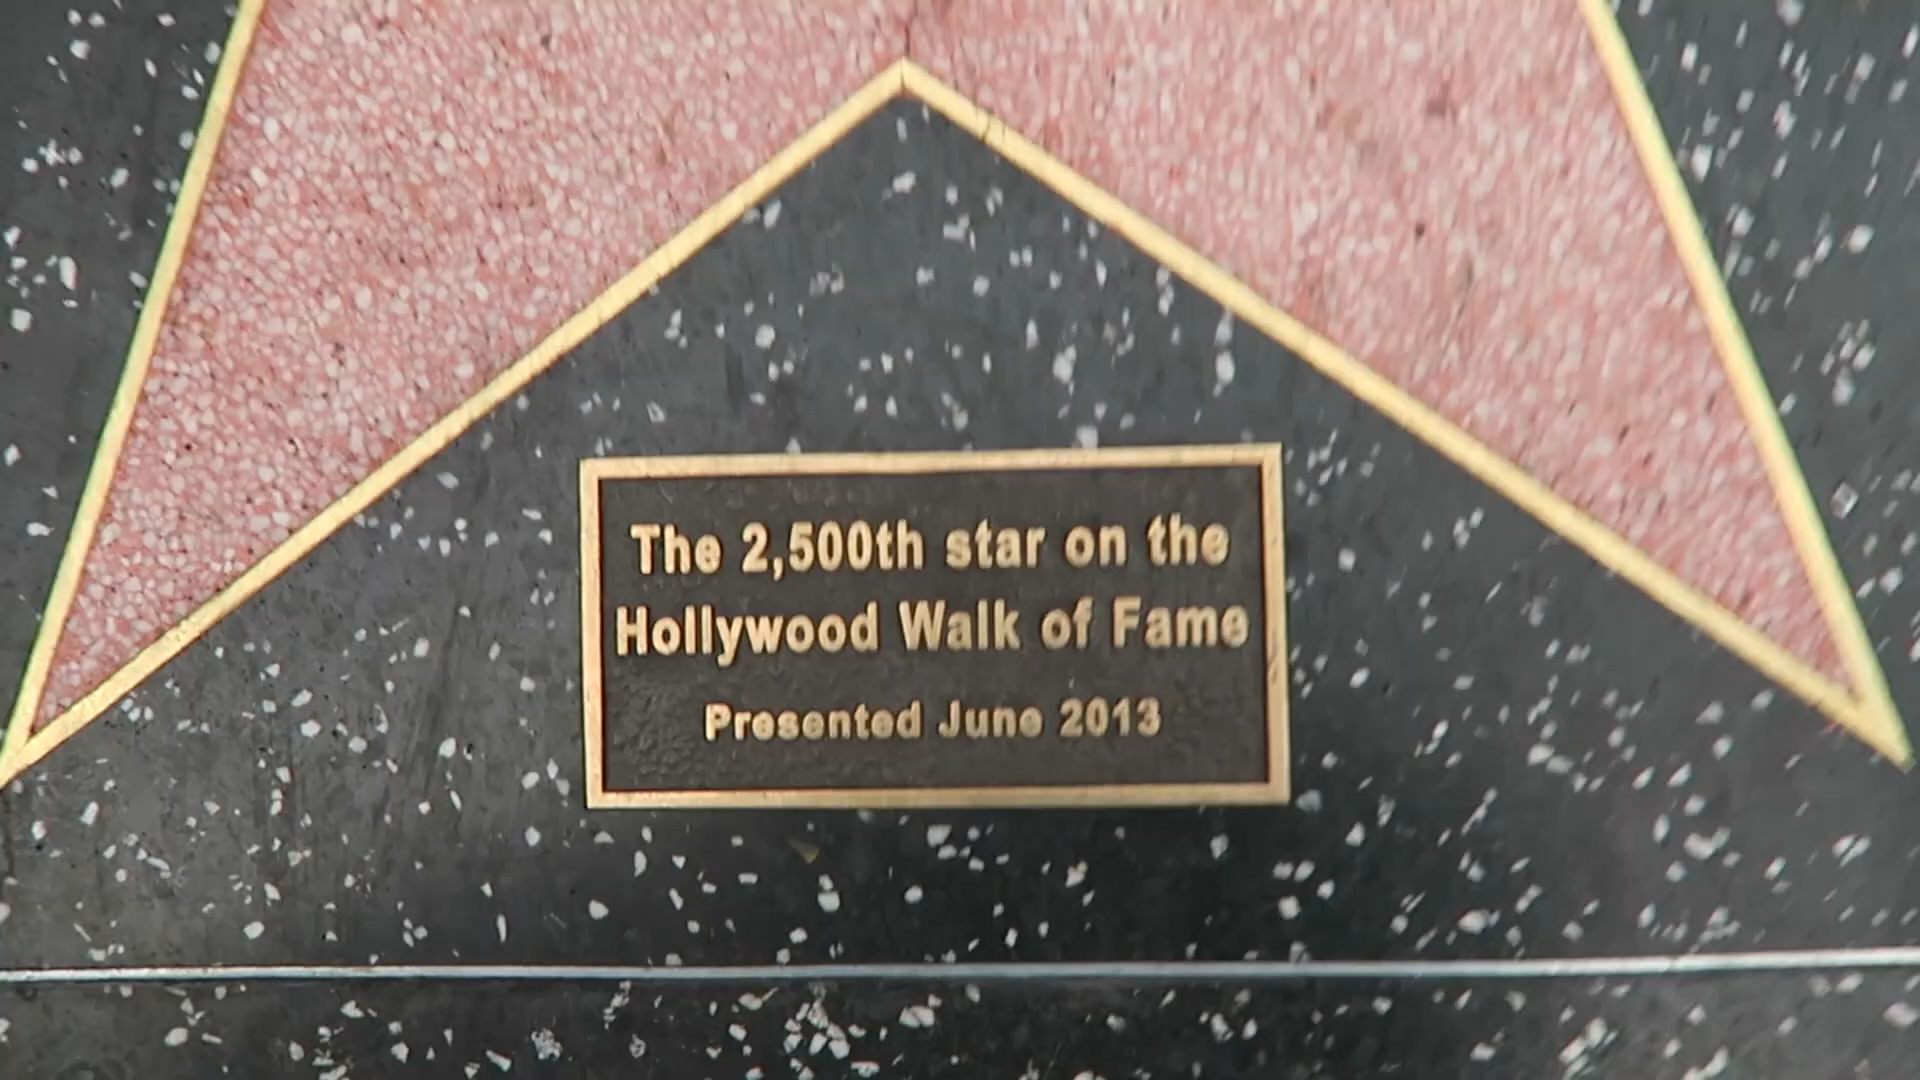 The 2,500th star on the
Hollywood Walk of Fame
Presented June 2013